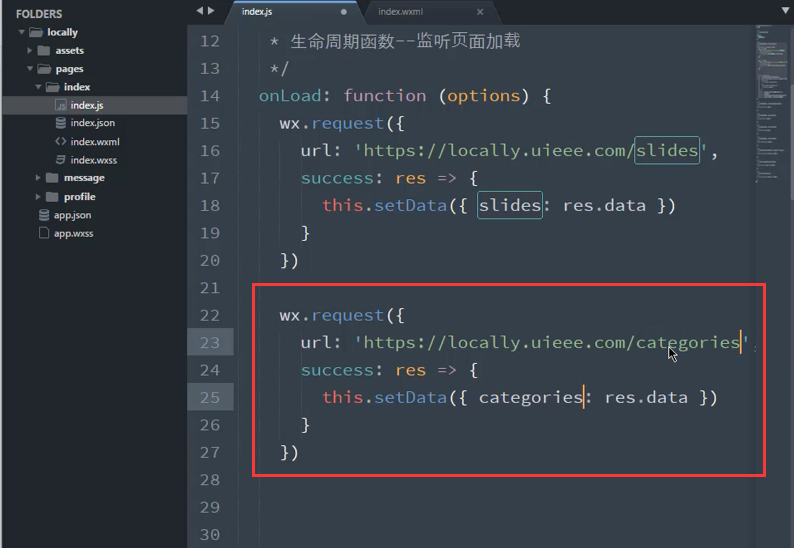 FOLDERS
locally
assets
pages
index
index.js
index.json
index.wxml
index.wxss
message
profile
app.json
app.wxss
index.js
index.wxml
12 * 生命周期函数--监听页面加载
13 */
14 onLoad: function (options) {
15 wx.request({
16 url: 'https://locally.uieee.com/slides',
17 success: res => {
18 this.setData({ slides: res.data })
19 }
20 })
21
22 wx.request({
23 url: 'https://locally.uieee.com/categories',
24 success: res => {
25 this.setData({ categories: res.data })
26 }
27 })
28
29
30